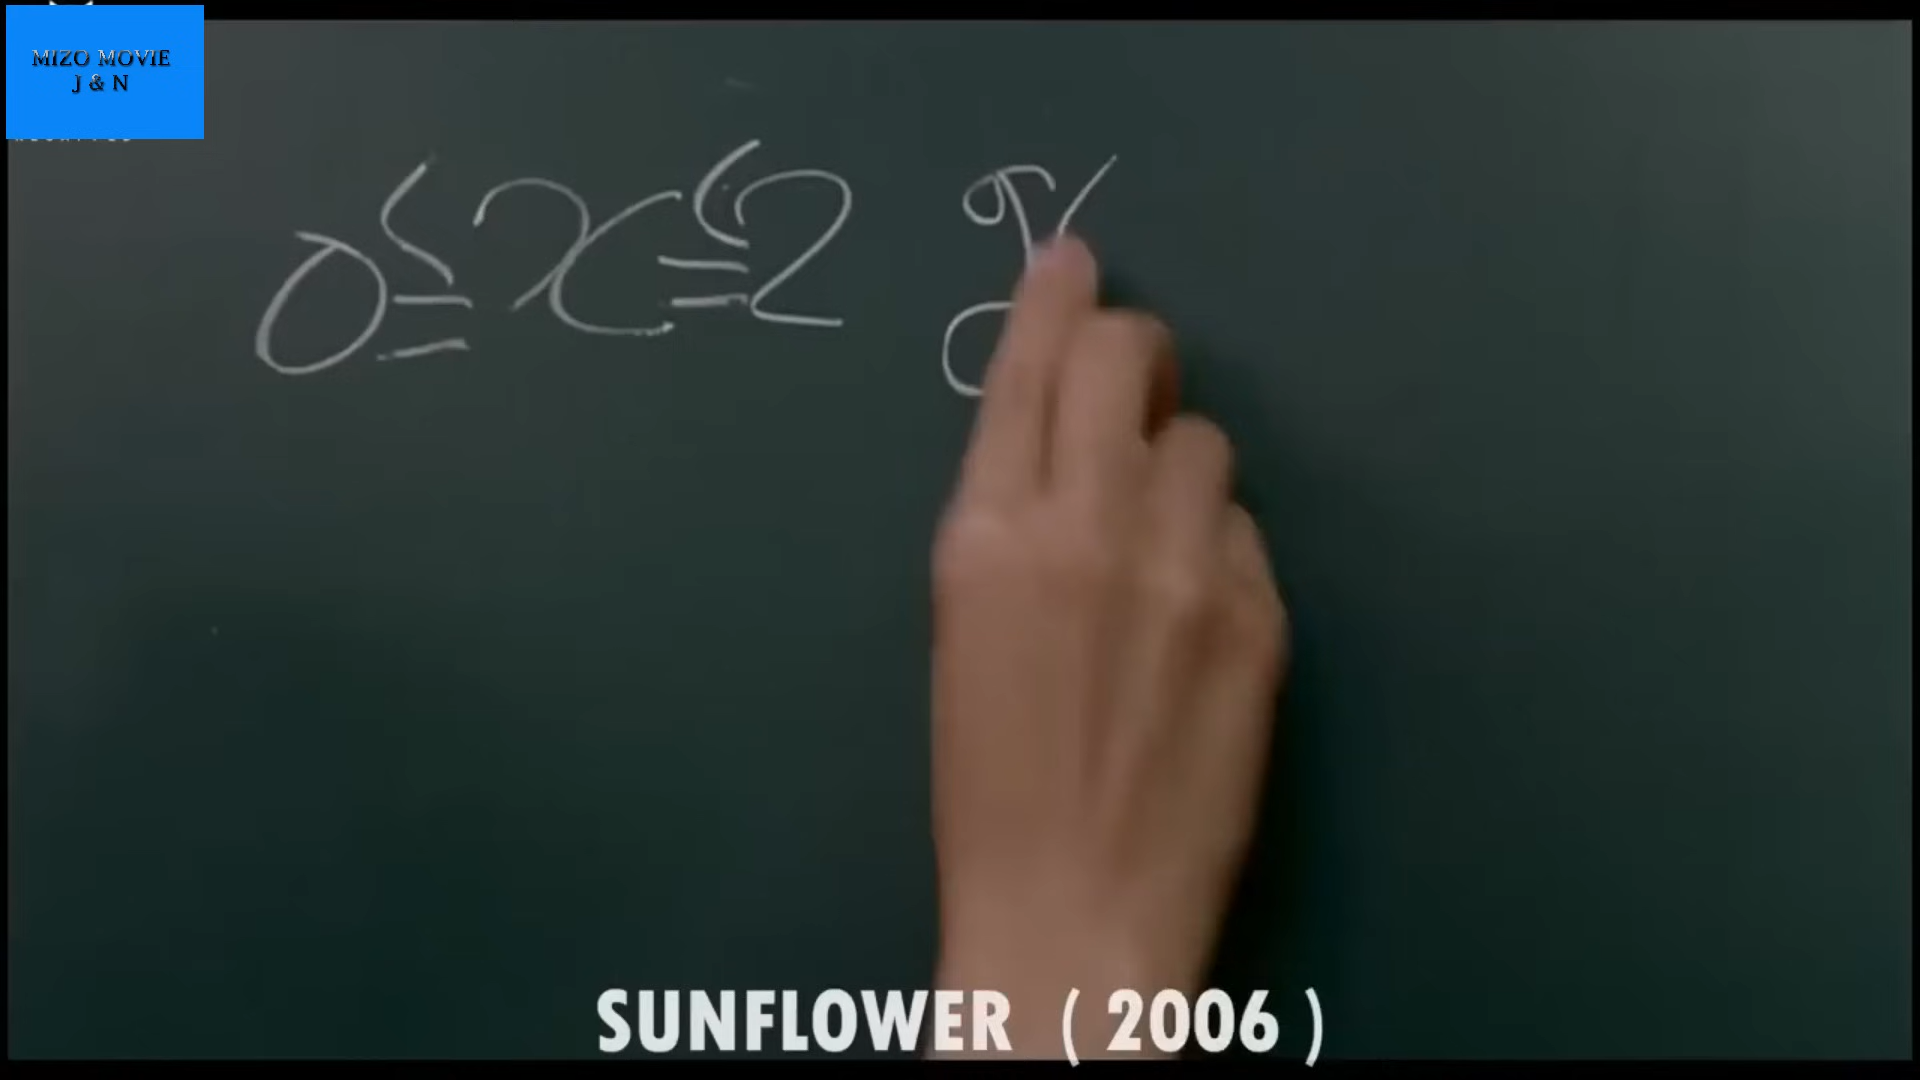 MIZO MOVIE
J & N
0 ≦ x ≦ 2
SUNFLOWER ( 2006 )